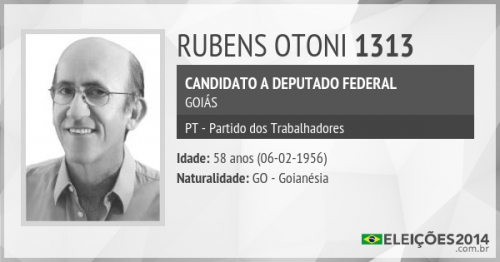 RUBENS OTONI 1313
CANDIDATO A DEPUTADO FEDERAL
GOIÁS
PT - Partido dos Trabalhadores
Idade: 58 anos (06-02-1956)
Naturalidade: GO - Goianésia
ELEIÇÕES2014
.com.br